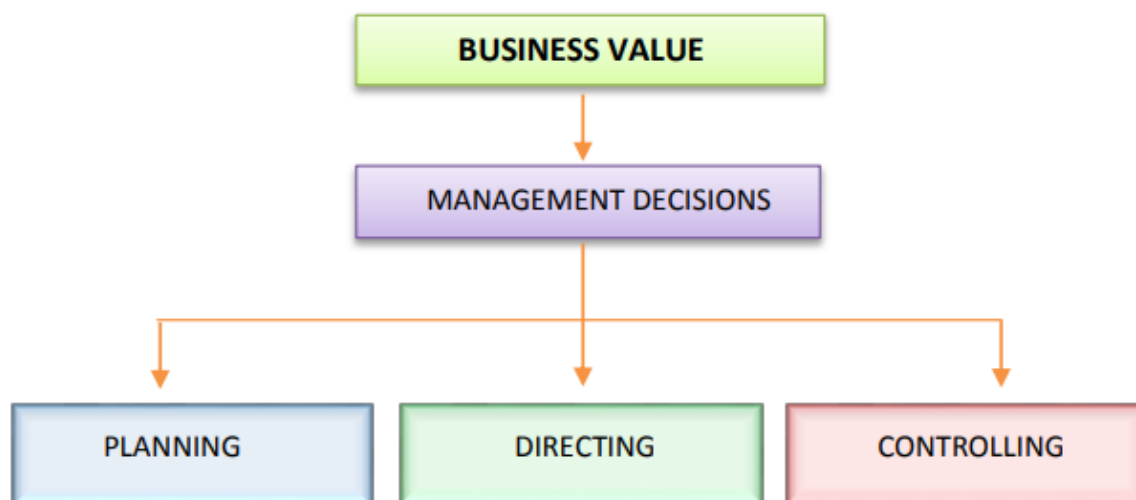 BUSINESS VALUE
MANAGEMENT DECISIONS
PLANNING
DIRECTING
CONTROLLING